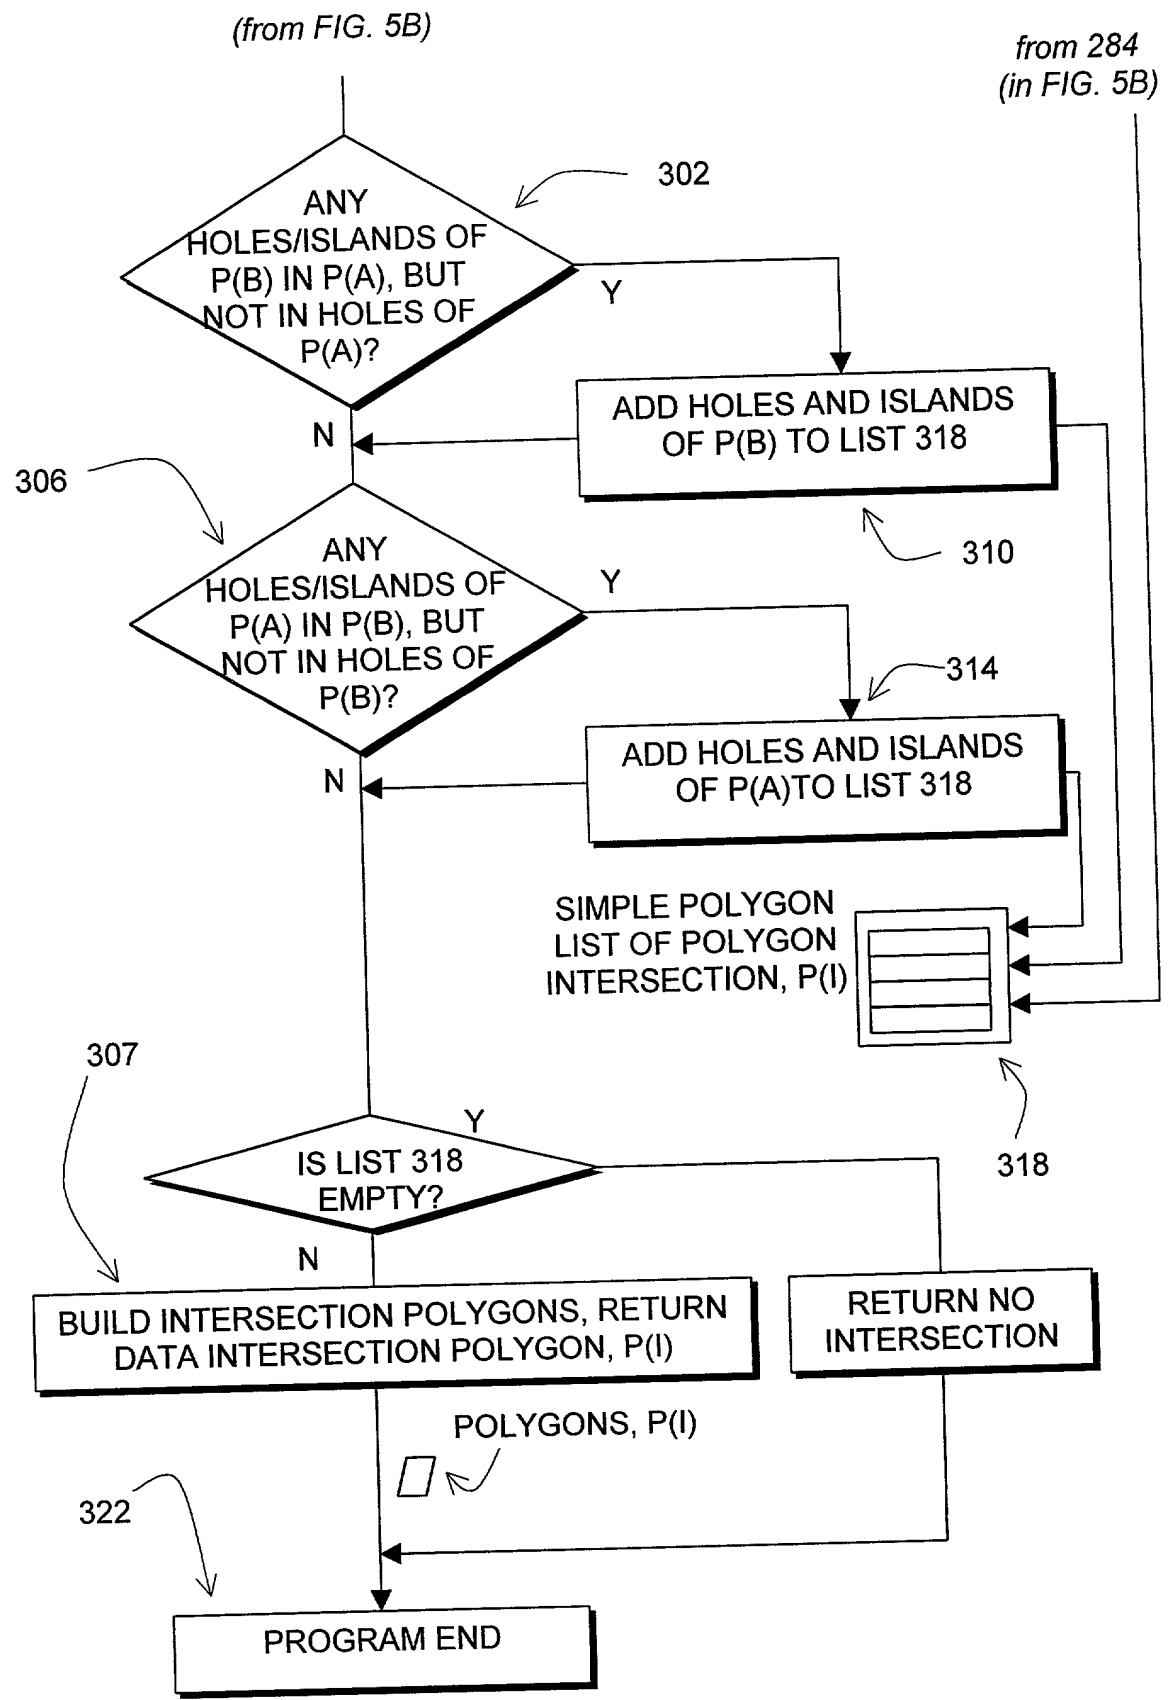 (from FIG. 5B)
from 284
(in FIG. 5B)
302
ANY
HOLES/ISLANDS OF
P(B) IN P(A), BUT
NOT IN HOLES OF
P(A)?
Y
N
ADD HOLES AND ISLANDS
OF P(B) TO LIST 318
310
306
ANY
HOLES/ISLANDS OF
P(A) IN P(B), BUT
NOT IN HOLES OF
P(B)?
Y
N
314
ADD HOLES AND ISLANDS
OF P(A)TO LIST 318
SIMPLE POLYGON
LIST OF POLYGON
INTERSECTION, P(I)
318
307
IS LIST 318
EMPTY?
Y
N
BUILD INTERSECTION POLYGONS, RETURN
DATA INTERSECTION POLYGON, P(I)
RETURN NO
INTERSECTION
POLYGONS, P(I)
322
PROGRAM END